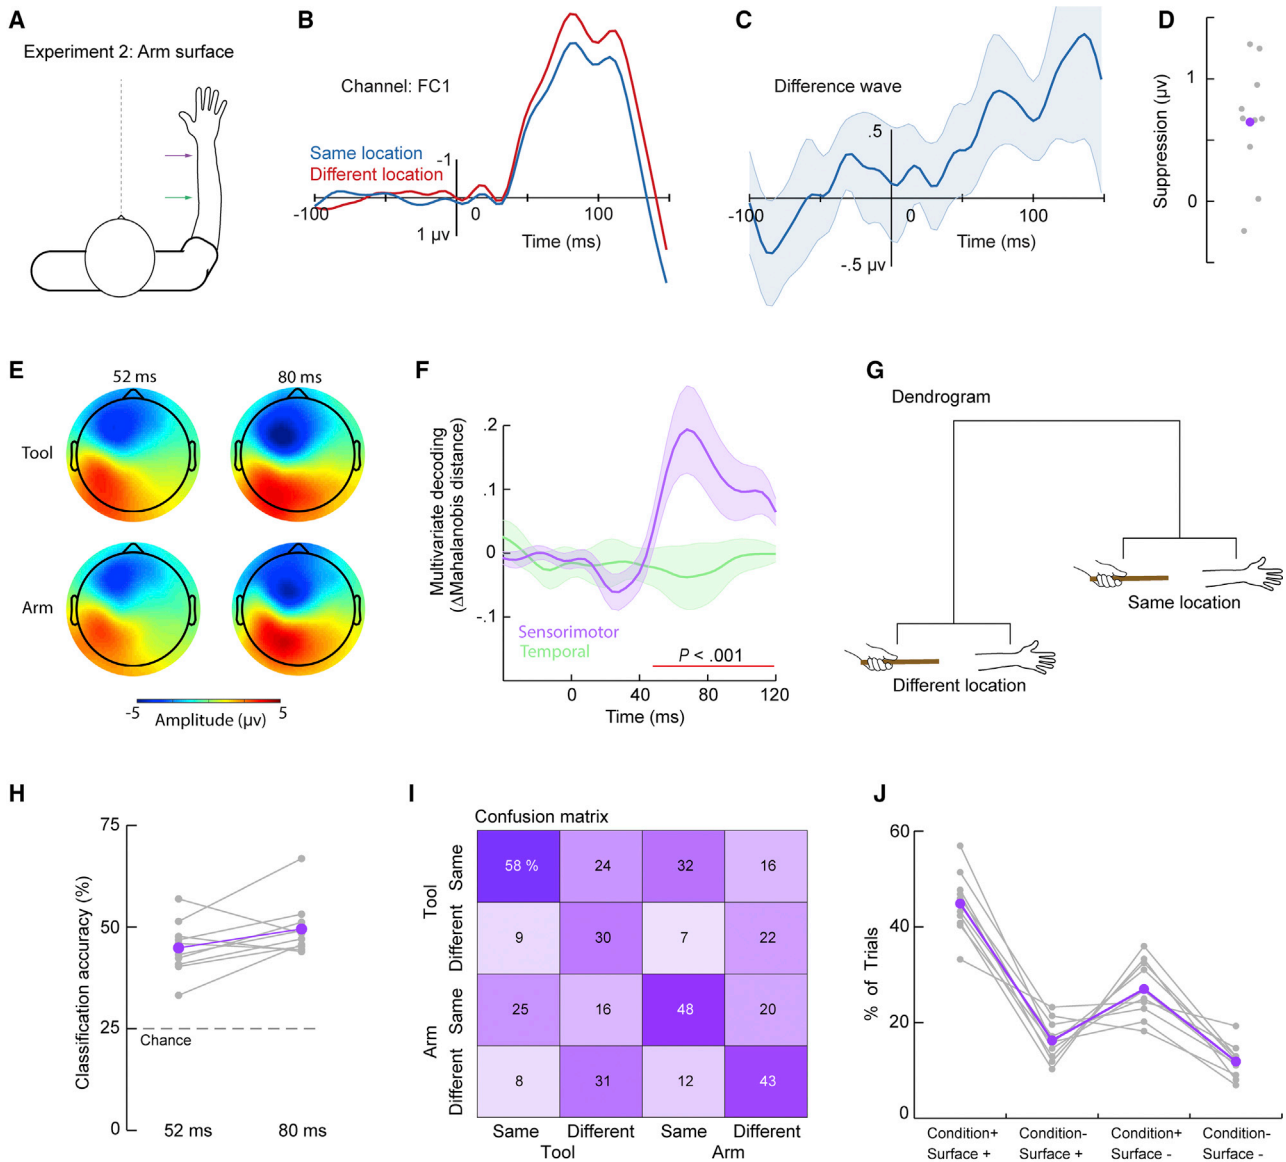 A
Experiment 2: Arm surface
B
Channel: FC1
Same location
Different location
-1
1 µv
-100
0
100
Time (ms)
C
Difference wave
.5
-.5 µv
-100
0
100
Time (ms)
D
Suppression (µv)
1
0
E
52 ms
80 ms
Tool
Arm
-5
5
Amplitude (µv)
F
Multivariate decoding
(ΔMahalanobis distance)
.2
.1
0
-.1
Sensorimotor
Temporal
P < .001
0
40
80
120
Time (ms)
G
Dendrogram
Same location
Different location
H
Classification accuracy (%)
75
50
25
0
Chance
52 ms
80 ms
I
Confusion matrix
Tool
Same
58 %
24
32
16
Different
9
30
7
22
Arm
Same
25
16
48
20
Different
8
31
12
43
Same
Different
Same
Different
Tool
Arm
J
% of Trials
60
40
20
0
Condition+
Surface +
Condition-
Surface +
Condition+
Surface -
Condition-
Surface -